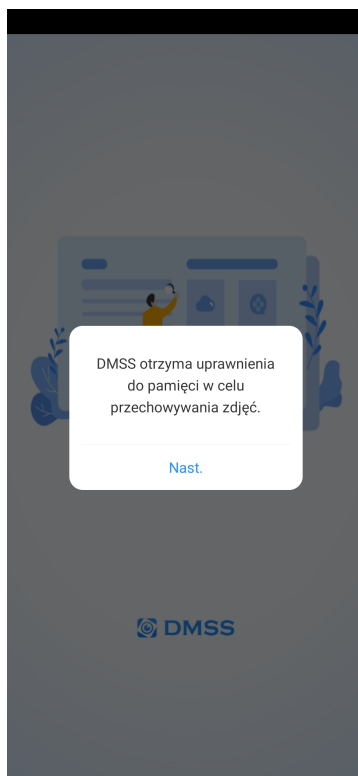 DMSS otrzyma uprawnienia
do pamięci w celu
przechowywania zdjęć.
Nast.
DMSS